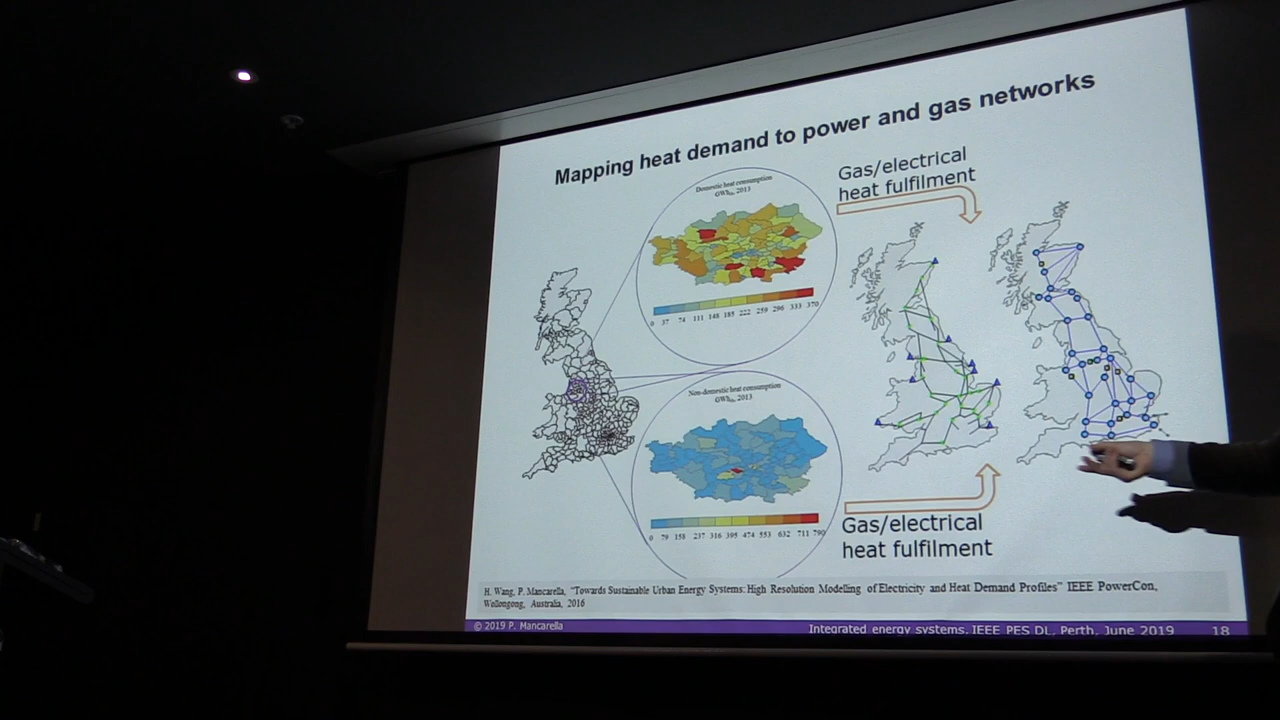 Mapping heat demand to power and gas networks
Domestic heat consumption
GWhth, 2013
0 37 74 111 148 185 222 259 296 333 370
Gas/electrical
heat fulfilment
Non-domestic heat consumption
GWhth, 2013
0 79 158 237 316 395 474 553 632 711 790
Gas/electrical
heat fulfilment
H. Wang, P. Mancarella, "Towards Sustainable Urban Energy Systems: High Resolution Modelling of Electricity and Heat Demand Profiles" IEEE PowerCon,
Wollongong, Australia, 2016
© 2019 P. Mancarella
Integrated energy systems, IEEE PES DL, Perth, June 2019 18